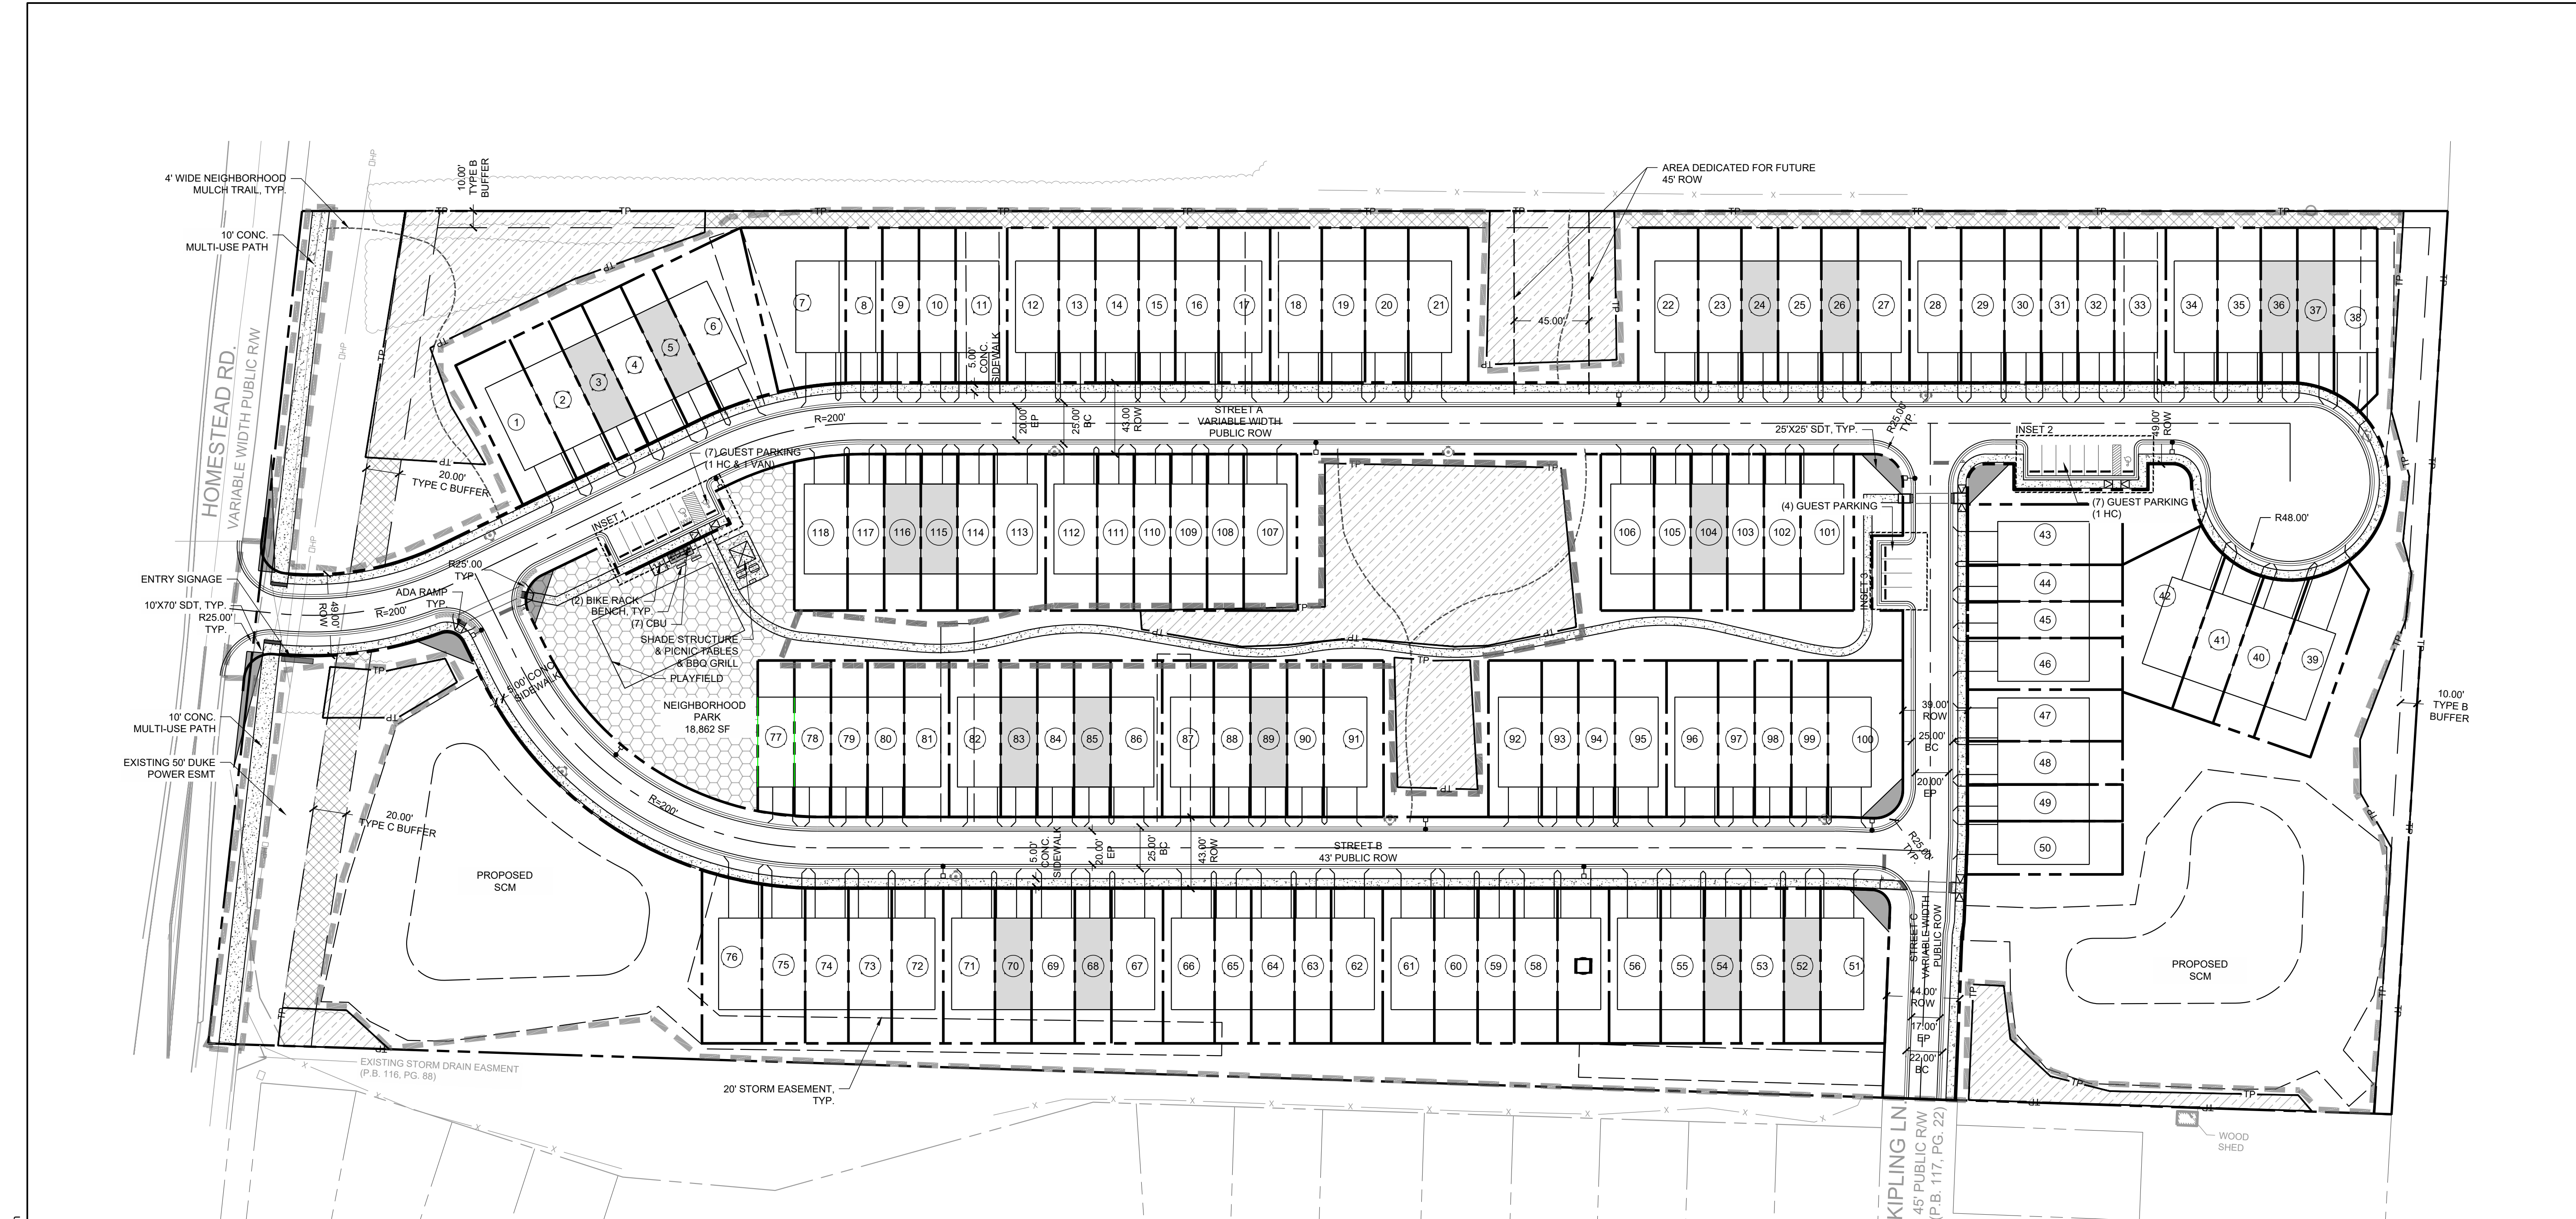 4' WIDE NEIGHBORHOOD
MULCH TRAIL, TYP.
10.00'
TYPE B
BUFFER
OHP
AREA DEDICATED FOR FUTURE
45' ROW
10' CONC.
MULTI-USE PATH
HOMESTEAD RD.
VARIABLE WIDTH PUBLIC R/W
20.00'
TYPE C BUFFER
1
2
3
4
5
6
7
8
9
10
11
12
13
14
15
16
17
18
19
20
21
45.00'
22
23
24
25
26
27
28
29
30
31
32
33
34
35
36
37
38
5.00'
CONC.
SIDEWALK
R=200'
20.00'
EP
25.00'
BC
43.00'
ROW
STREET A
VARIABLE WIDTH
PUBLIC ROW
25'X25' SDT, TYP.
R25.00'
TYP.
INSET 2
49.00'
ROW
(7) GUEST PARKING
(1 HC & 1 VAN)
INSET 1
(4) GUEST PARKING
INSET 3
(7) GUEST PARKING
(1 HC)
R48.00'
118
117
116
115
114
113
112
111
110
109
108
107
106
105
104
103
102
101
43
44
45
46
47
48
49
50
42
41
40
39
ENTRY SIGNAGE
10'X70' SDT, TYP.
R25.00'
TYP.
49.00'
ROW
R=200'
ADA RAMP
TYP.
R25'.00
TYP.
(2) BIKE RACK
BENCH, TYP.
(7) CBU
SHADE STRUCTURE
& PICNIC TABLES
& BBQ GRILL
PLAYFIELD
NEIGHBORHOOD
PARK
18,862 SF
5.00' CONC.
SIDEWALK
10' CONC.
MULTI-USE PATH
EXISTING 50' DUKE
POWER ESMT
20.00'
TYPE C BUFFER
R=200'
77
78
79
80
81
82
83
84
85
86
87
88
89
90
91
92
93
94
95
96
97
98
99
100
39.00'
ROW
25.00'
BC
20.00'
EP
10.00'
TYPE B
BUFFER
5.00'
CONC.
SIDEWALK
20.00'
EP
25.00'
BC
43.00'
ROW
STREET B
43' PUBLIC ROW
R25.00'
TYP.
PROPOSED
SCM
76
75
74
73
72
71
70
69
68
67
66
65
64
63
62
61
60
59
58
56
55
54
53
52
51
STREET C
VARIABLE WIDTH
PUBLIC ROW
44.00'
ROW
17.00'
EP
22.00'
BC
PROPOSED
SCM
EXISTING STORM DRAIN EASMENT
(P.B. 116, PG. 88)
20' STORM EASEMENT,
TYP.
KIPLING LN.
45' PUBLIC R/W
(P.B. 117, PG. 22)
WOOD
SHED
TP
X